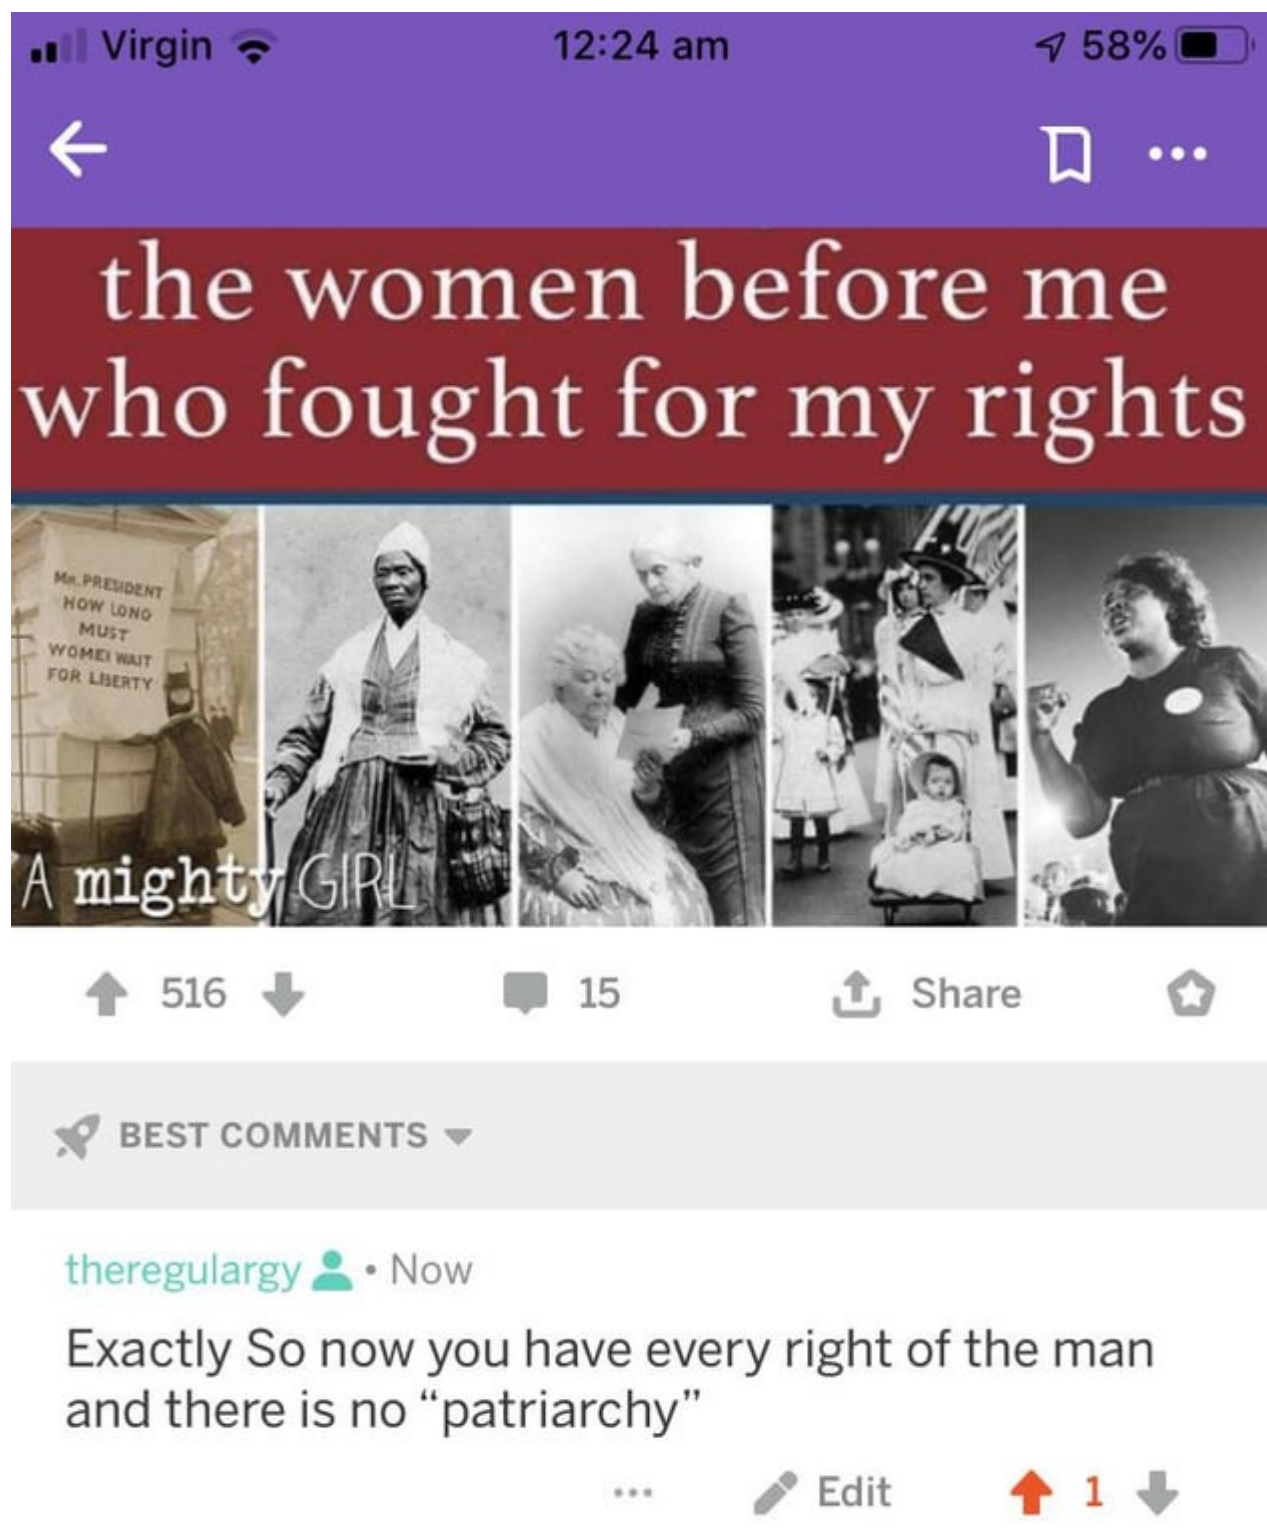 Virgin 12:24 am 58%
the women before me
who fought for my rights
MR. PRESIDENT
HOW LONG
MUST
WOMEN WAIT
FOR LIBERTY
A mighty GIRL
516 15 Share
BEST COMMENTS
theregulargy • Now
Exactly So now you have every right of the man
and there is no “patriarchy”
... Edit 1